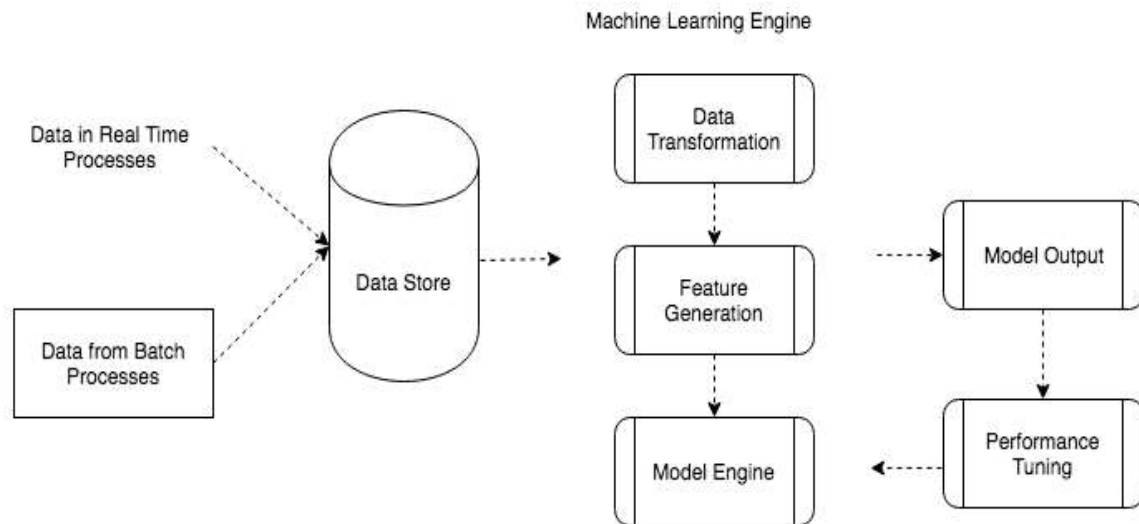 Machine Learning Engine
Data in Real Time
Processes
Data from Batch
Processes
Data Store
Data
Transformation
Feature
Generation
Model Engine
Model Output
Performance
Tuning